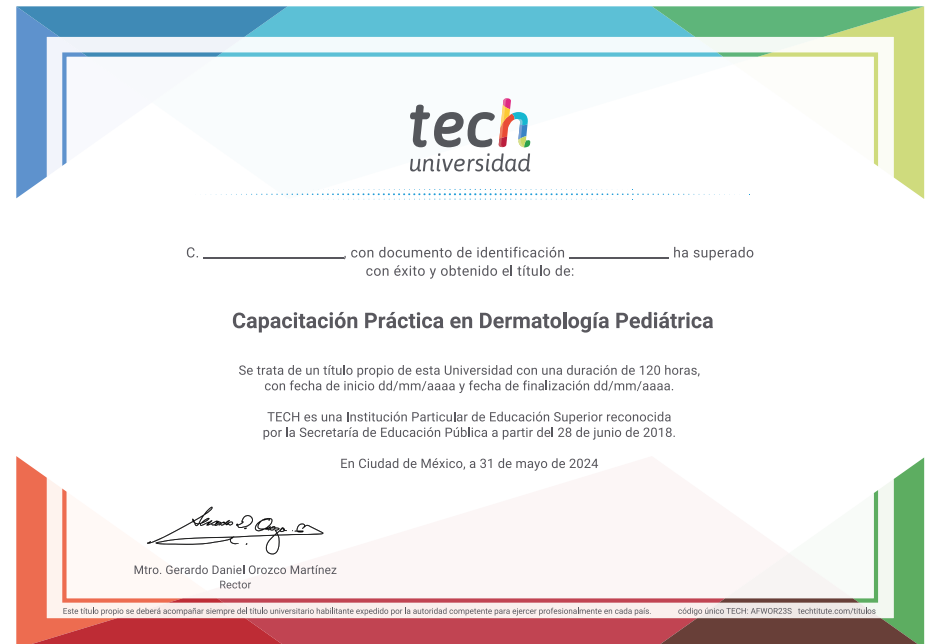 tech
universidad
C. ____________, con documento de identificación ____________ ha superado
con éxito y obtenido el título de:
Capacitación Práctica en Dermatología Pediátrica
Se trata de un título propio de esta Universidad con una duración de 120 horas,
con fecha de inicio dd/mm/aaaa y fecha de finalización dd/mm/aaaa.
TECH es una Institución Particular de Educación Superior reconocida
por la Secretaría de Educación Pública a partir del 28 de junio de 2018.
En Ciudad de México, a 31 de mayo de 2024
Mtro. Gerardo Daniel Orozco Martínez
Rector
Este título propio se deberá acompañar siempre del título universitario habilitante expedido por la autoridad competente para ejercer profesionalmente en cada país. código único TECH: AFWOR23S techtitute.com/titulos